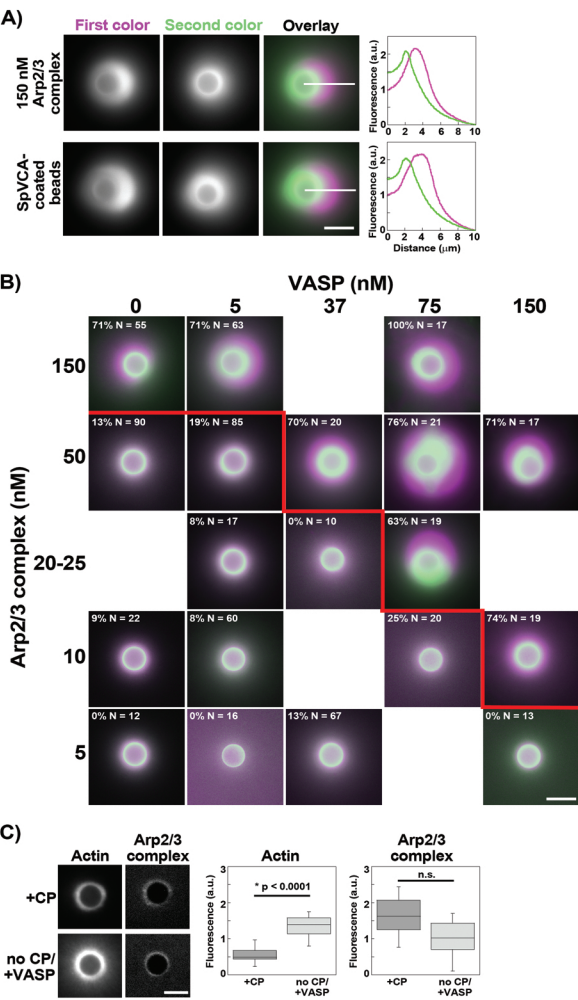 A)
First color
Second color
Overlay
150 nM
Arp2/3
complex
Fluorescence (a.u.)
2
1
0
0 2 4 6 8 10
SpVCA-
coated
beads
Fluorescence (a.u.)
2
1
0
0 2 4 6 8 10
Distance (μm)
B)
VASP (nM)
0 5 37 75 150
Arp2/3 complex (nM)
150
71% N = 55
71% N = 63
100% N = 17
50
13% N = 90
19% N = 85
70% N = 20
76% N = 21
71% N = 17
20-25
8% N = 17
0% N = 10
63% N = 19
10
9% N = 22
8% N = 60
25% N = 20
74% N = 19
5
0% N = 12
0% N = 16
13% N = 67
0% N = 13
C)
Actin
Arp2/3
complex
+CP
no CP/
+VASP
Actin
Fluorescence (a.u.)
3
2
1
0
* p < 0.0001
+CP
no CP/
+VASP
Arp2/3
complex
Fluorescence (a.u.)
3
2
1
0
n.s.
+CP
no CP/
+VASP